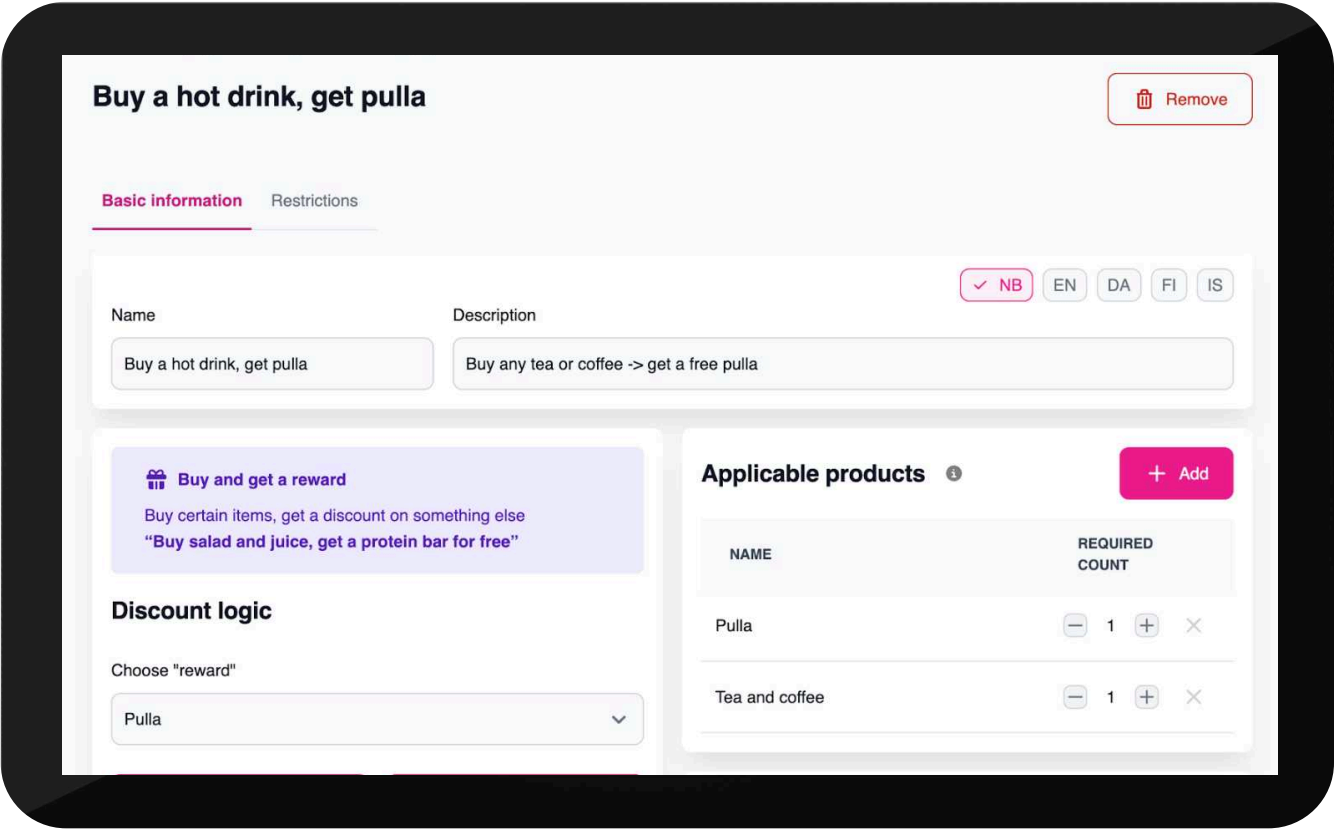 Buy a hot drink, get pulla
Remove
Basic information
Restrictions
NB
EN
DA
FI
IS
Name
Description
Buy a hot drink, get pulla
Buy any tea or coffee -> get a free pulla
Buy and get a reward
Buy certain items, get a discount on something else
“Buy salad and juice, get a protein bar for free”
Discount logic
Choose "reward"
Pulla
Applicable products
+ Add
NAME
REQUIRED
COUNT
Pulla
1
Tea and coffee
1